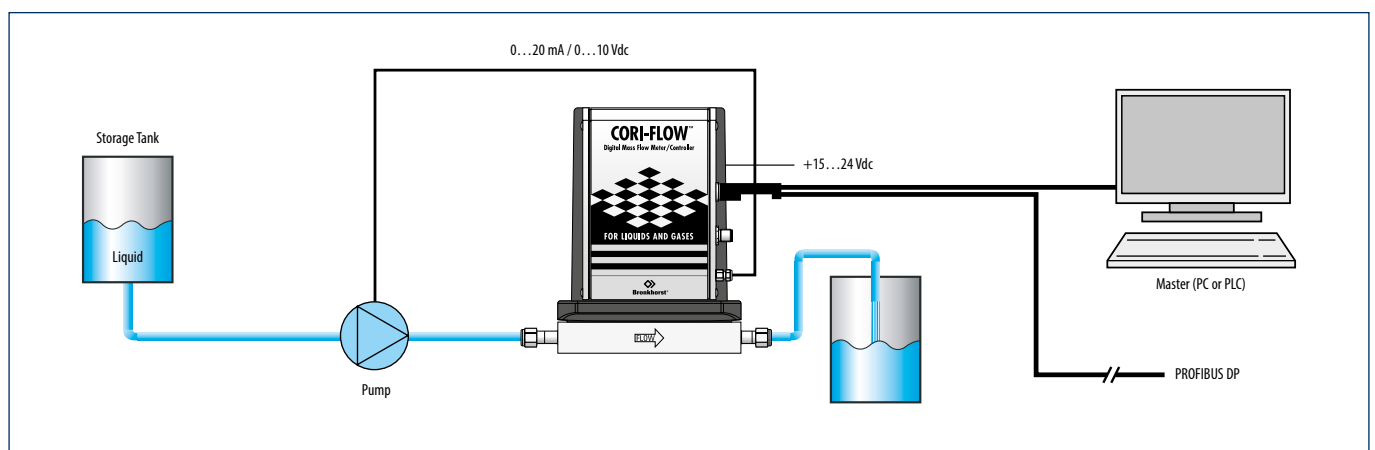 0…20 mA / 0…10 Vdc
Storage Tank
Liquid
Pump
CORI-FLOW™
Digital Mass Flow Meter/Controller
FOR LIQUIDS AND GASES
Bronkhorst®
FLOW
+15…24 Vdc
Master (PC or PLC)
PROFIBUS DP